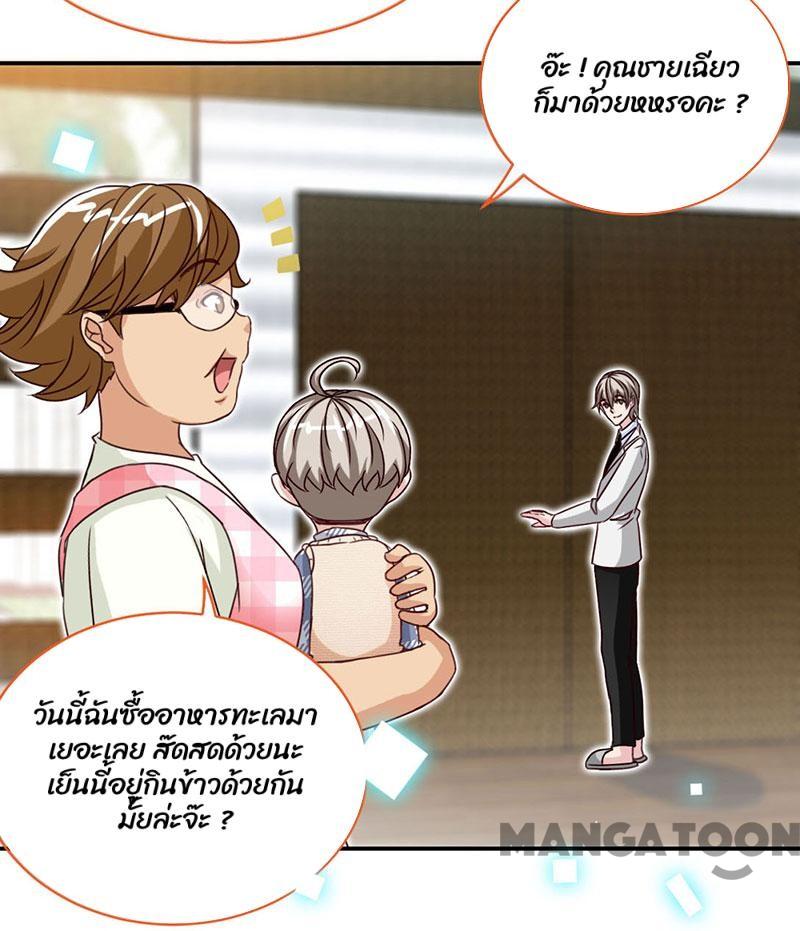 อ๊ะ ! คุณชายเฉียว
ก็มาด้วยหหรอคะ ?
วันนี้ฉันซื้ออาหารทะเลมา
เยอะเลย ส๊ดสดด้วยนะ
เย็นนี้อยู่กินข้าวด้วยกัน
มั้ยล่ะจ๊ะ ?
MANGATOON